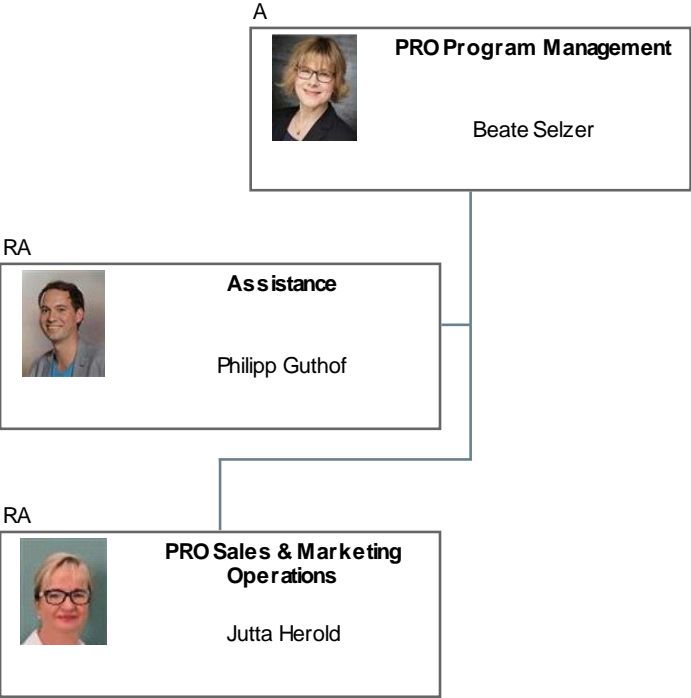 A
PRO Program Management
Beate Selzer
RA
Assistance
Philipp Guthof
RA
PRO Sales & Marketing
Operations
Jutta Herold